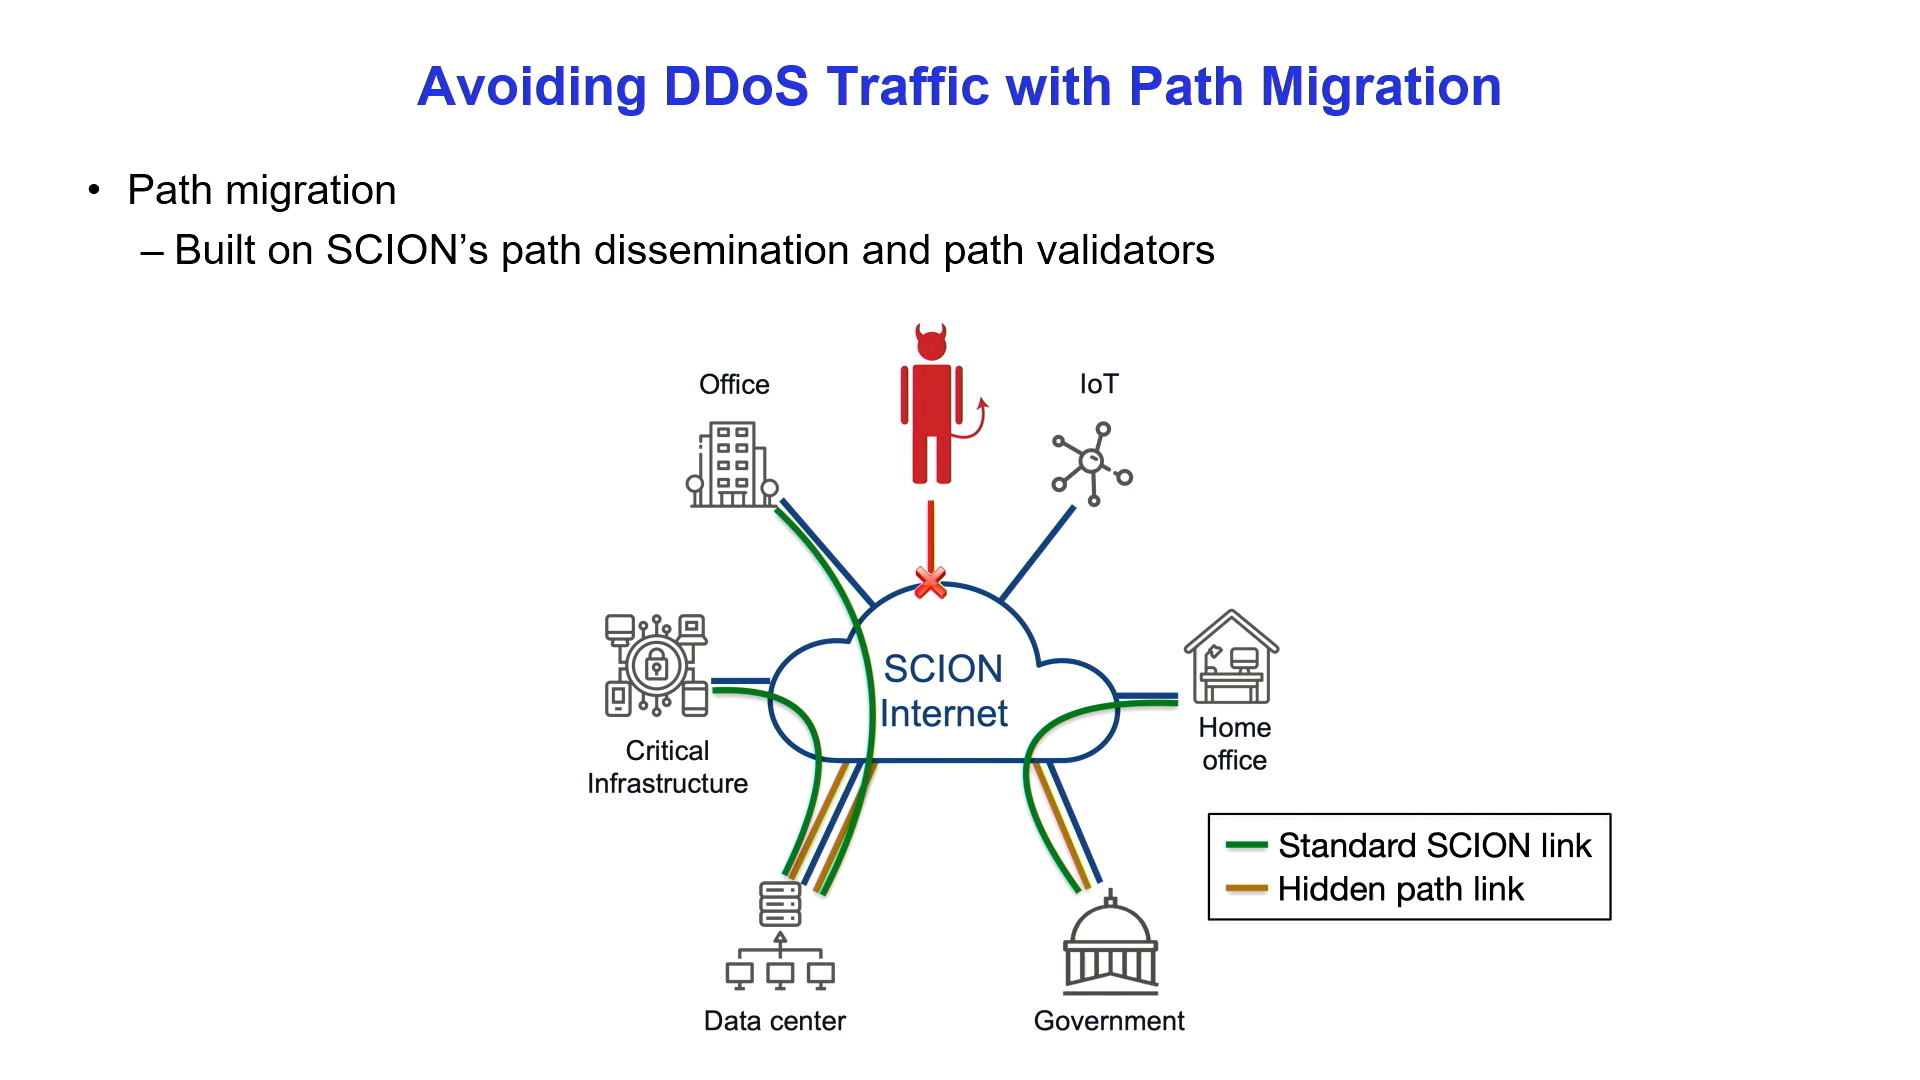 Avoiding DDoS Traffic with Path Migration
• Path migration
– Built on SCION’s path dissemination and path validators
Office
IoT
SCION
Internet
Critical
Infrastructure
Home
office
Standard SCION link
Hidden path link
Data center
Government